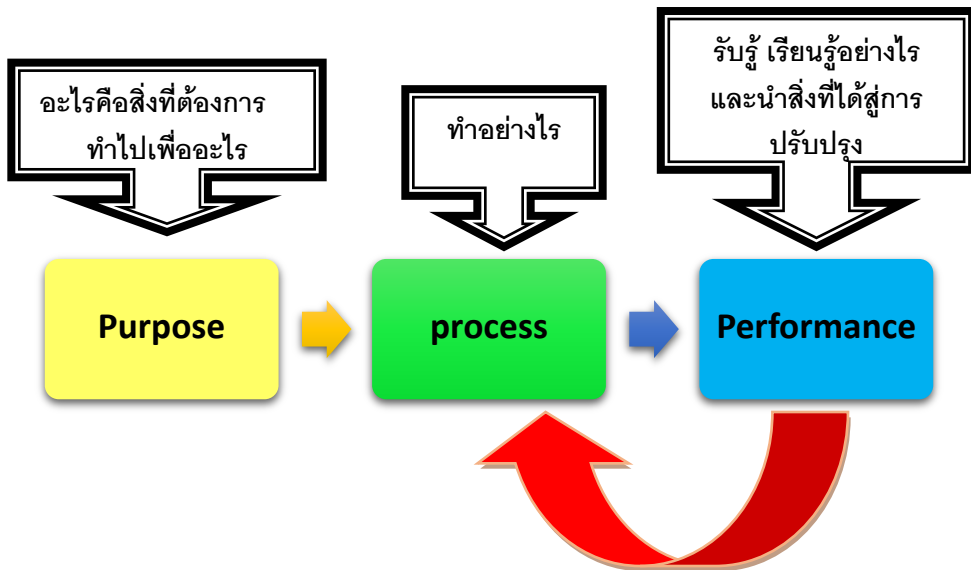 อะไรคือสิ่งที่ต้องการ
ทำไปเพื่ออะไร
ทำอย่างไร
รับรู้ เรียนรู้อย่างไร
และนำสิ่งที่ได้สู่การ
ปรับปรุง
Purpose
process
Performance